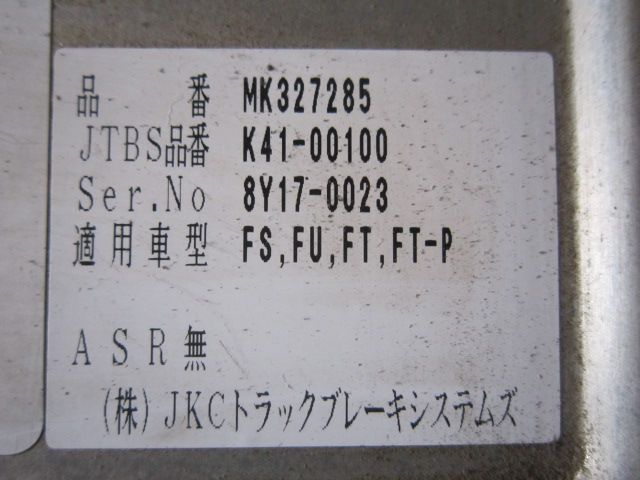 品番 MK327285
JTBS品番 K41-00100
Ser.No 8Y17-0023
適用車型 FS,FU,FT,FT-P
ASR無
(株)JKCトラックブレーキシステムズ